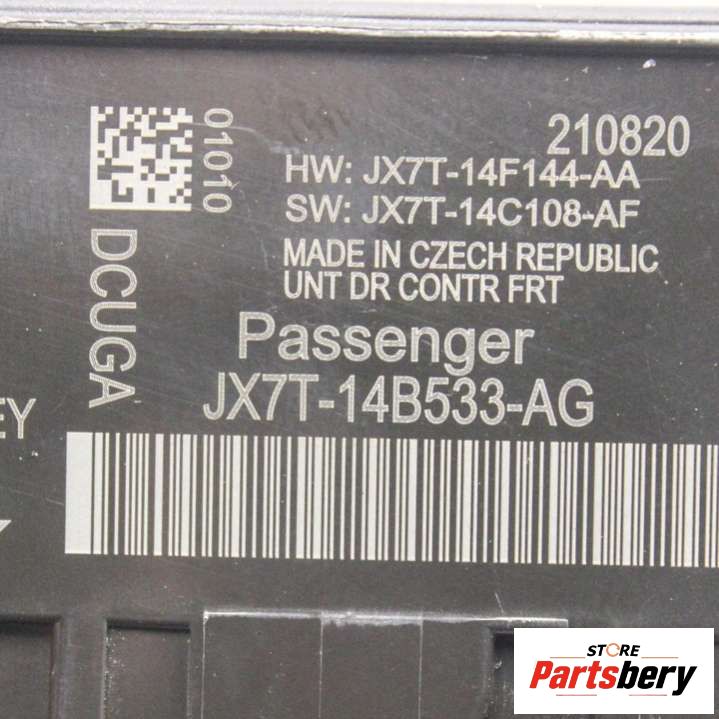 210820
01010
HW: JX7T-14F144-AA
SW: JX7T-14C108-AF
MADE IN CZECH REPUBLIC
UNT DR CONTR FRT
DCUGA
Passenger
JX7T-14B533-AG
EY
STORE
Partsbery